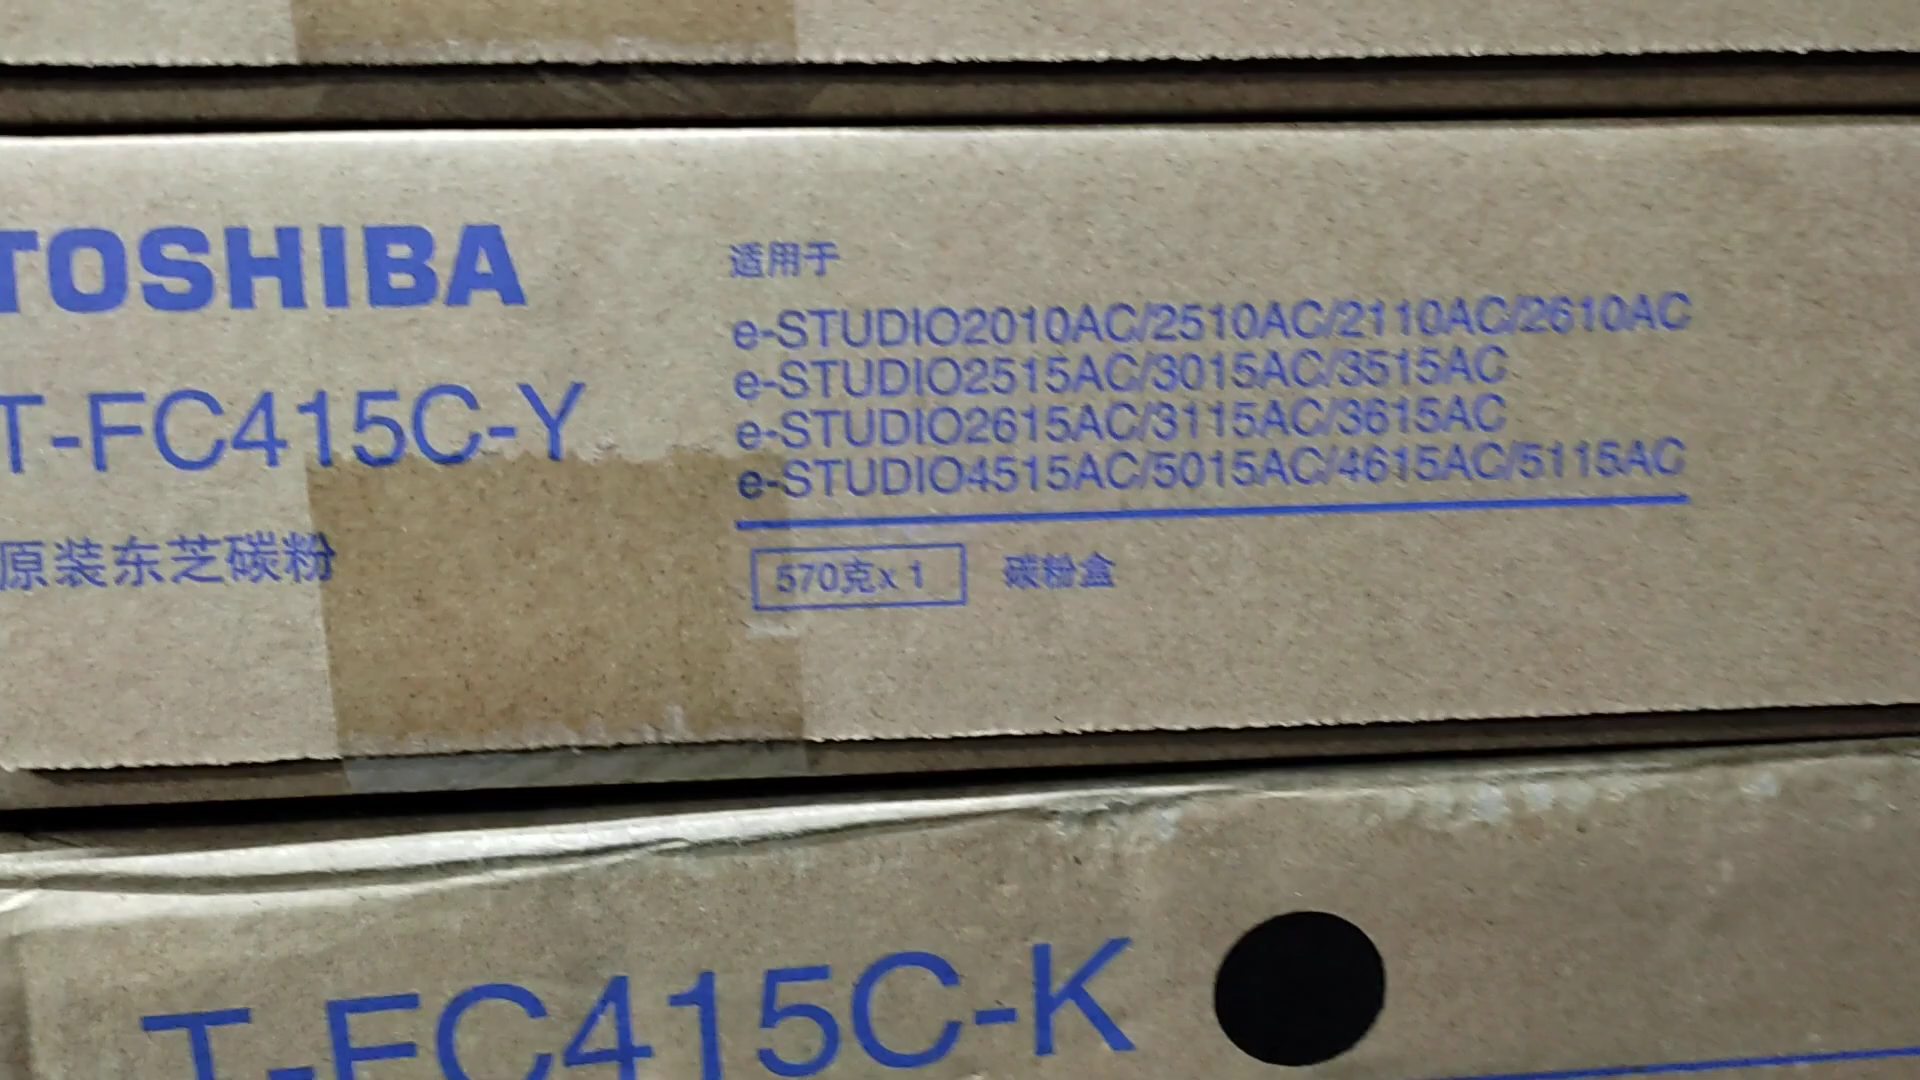 TOSHIBA
T-FC415C-Y
原装东芝碳粉
适用于
e-STUDIO2010AC/2510AC/2110AC/2610AC
e-STUDIO2515AC/3015AC/3515AC
e-STUDIO2615AC/3115AC/3615AC
e-STUDIO4515AC/5015AC/4615AC/5115AC
570克x1 碳粉盒
T-FC415C-K